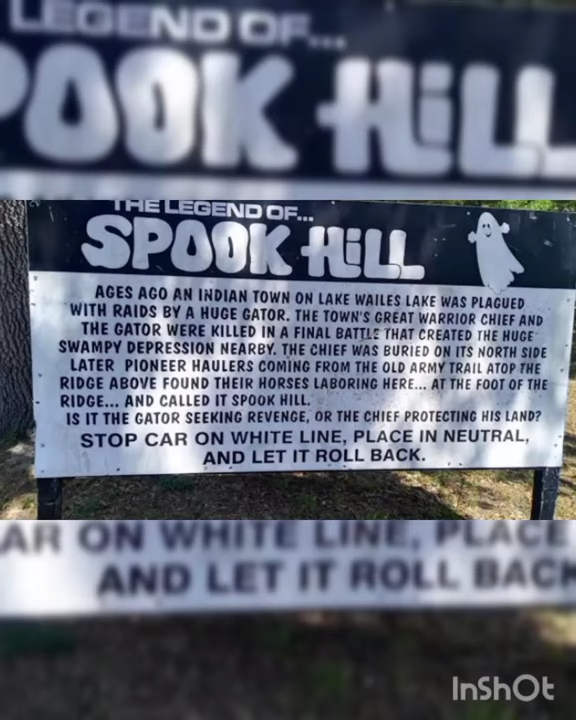 LEGEND OF...
POOK HiLL
THE LEGEND OF...
SPOOK HiLL
AGES AGO AN INDIAN TOWN ON LAKE WAILES LAKE WAS PLAGUED
WITH RAIDS BY A HUGE GATOR. THE TOWN'S GREAT WARRIOR CHIEF AND
THE GATOR WERE KILLED IN A FINAL BATTLE THAT CREATED THE HUGE
SWAMPY DEPRESSION NEARBY. THE CHIEF WAS BURIED ON ITS NORTH SIDE
LATER PIONEER HAULERS COMING FROM THE OLD ARMY TRAIL ATOP THE
RIDGE ABOVE FOUND THEIR HORSES LABORING HERE... AT THE FOOT OF THE
RIDGE... AND CALLED IT SPOOK HILL.
IS IT THE GATOR SEEKING REVENGE, OR THE CHIEF PROTECTING HIS LAND?
STOP CAR ON WHITE LINE, PLACE IN NEUTRAL,
AND LET IT ROLL BACK.
AR ON WHITE LINE, PLACE
AND LET IT ROLL BACK
InShOt